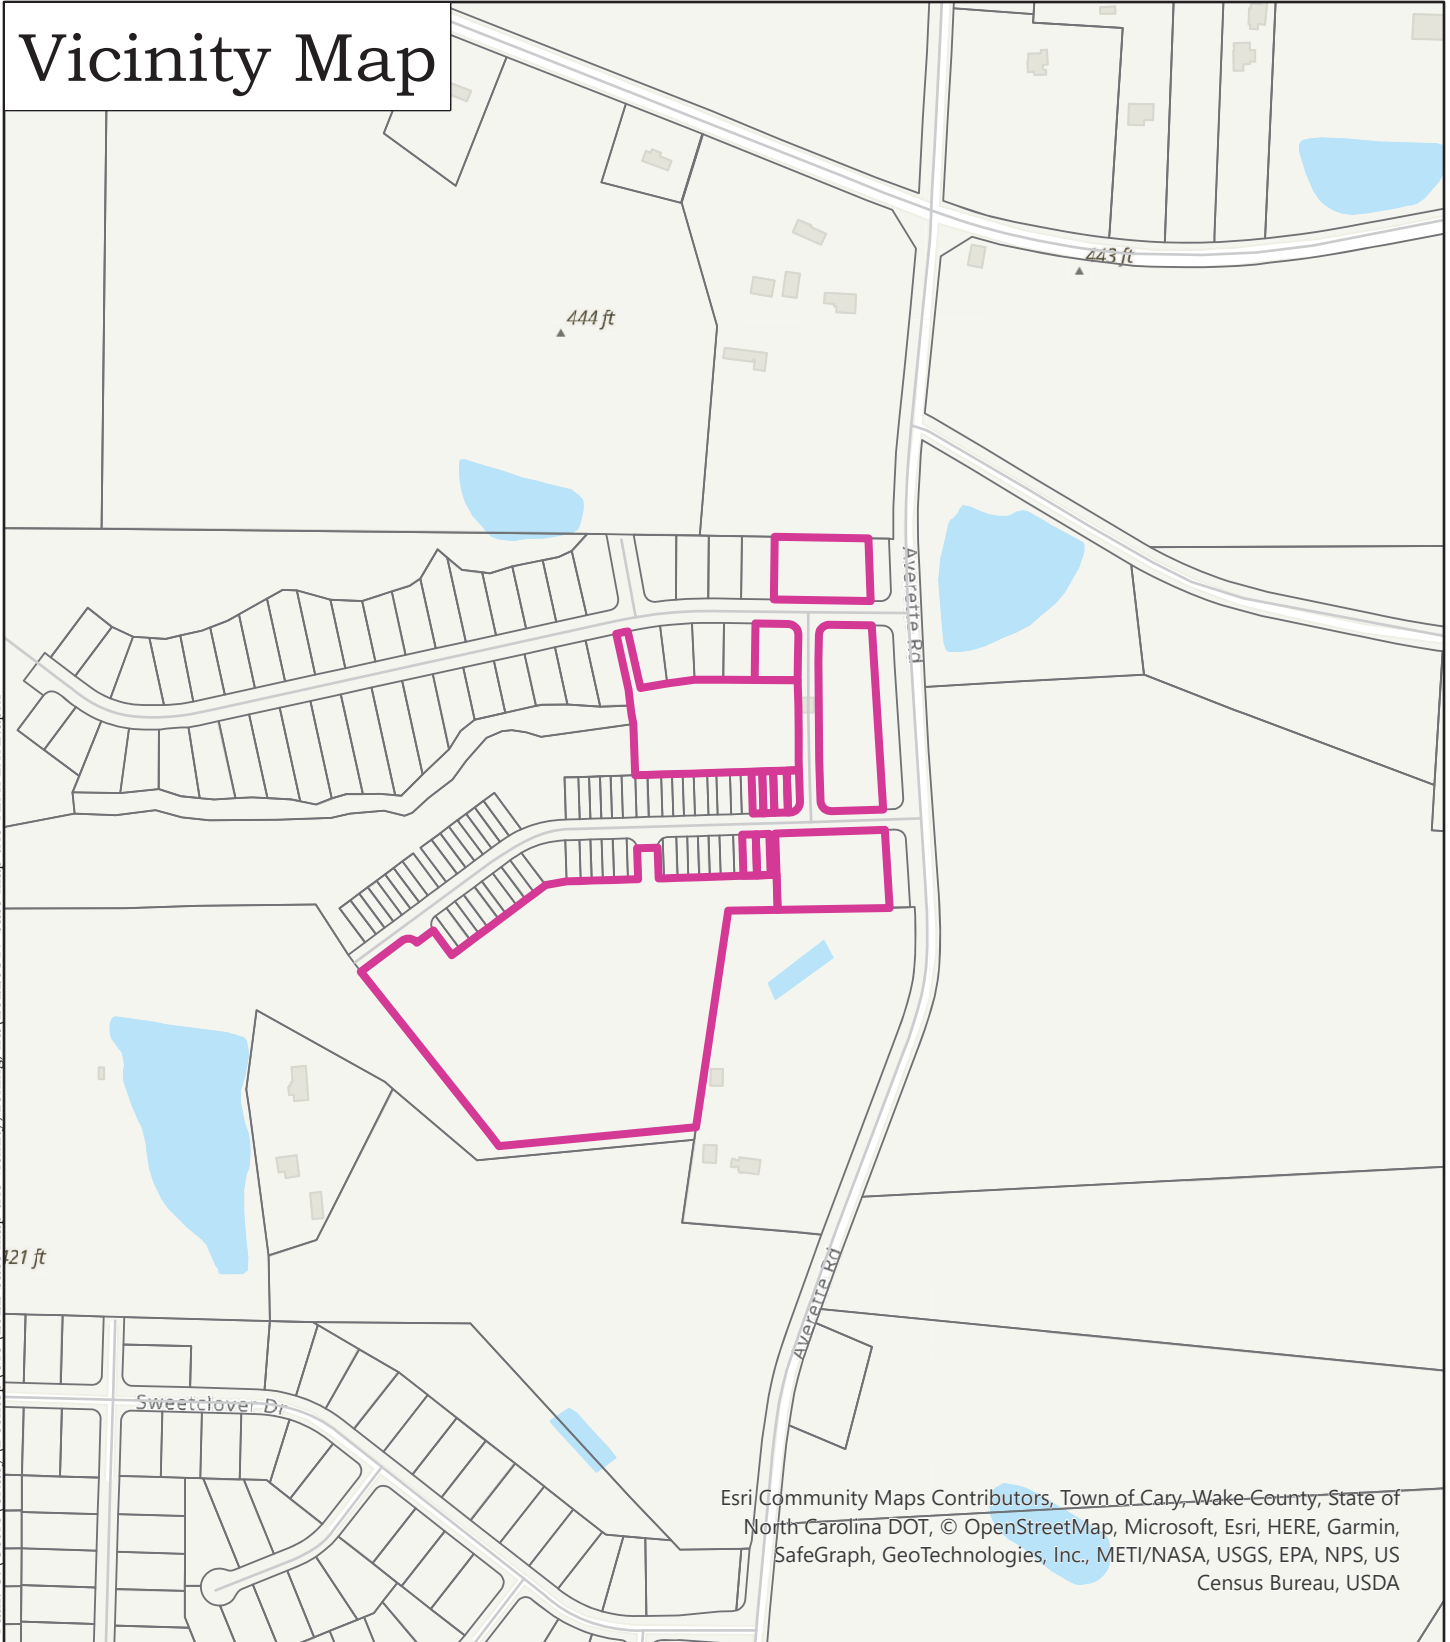 Vicinity Map
443 ft
444 ft
Averette Rd
421 ft
Averette Rd
Sweetclover Dr
Esri Community Maps Contributors, Town of Cary, Wake County, State of
North Carolina DOT, © OpenStreetMap, Microsoft, Esri, HERE, Garmin,
SafeGraph, GeoTechnologies, Inc., METI/NASA, USGS, EPA, NPS, US
Census Bureau, USDA